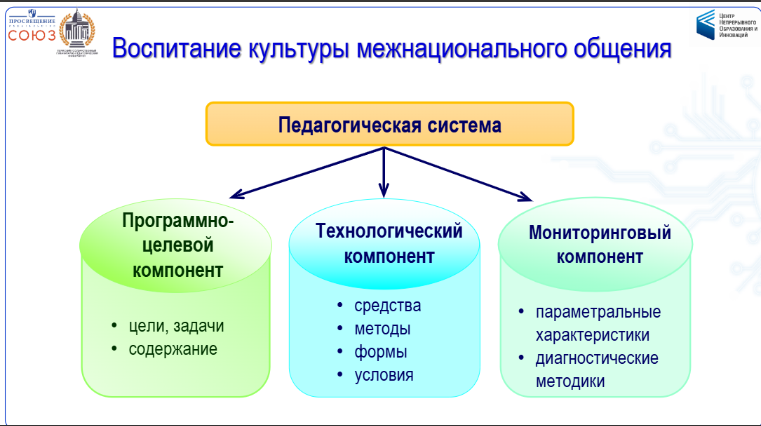 ПРОСВЕЩЕНИЕ
СОЮЗ
Центр
Непрерывного
Образования и
Инноваций
Воспитание культуры межнационального общения
Педагогическая система
Программно-
целевой
компонент
• цели, задачи
• содержание
Технологический
компонент
• средства
• методы
• формы
• условия
Мониторинговый
компонент
• параметральные
характеристики
• диагностические
методики